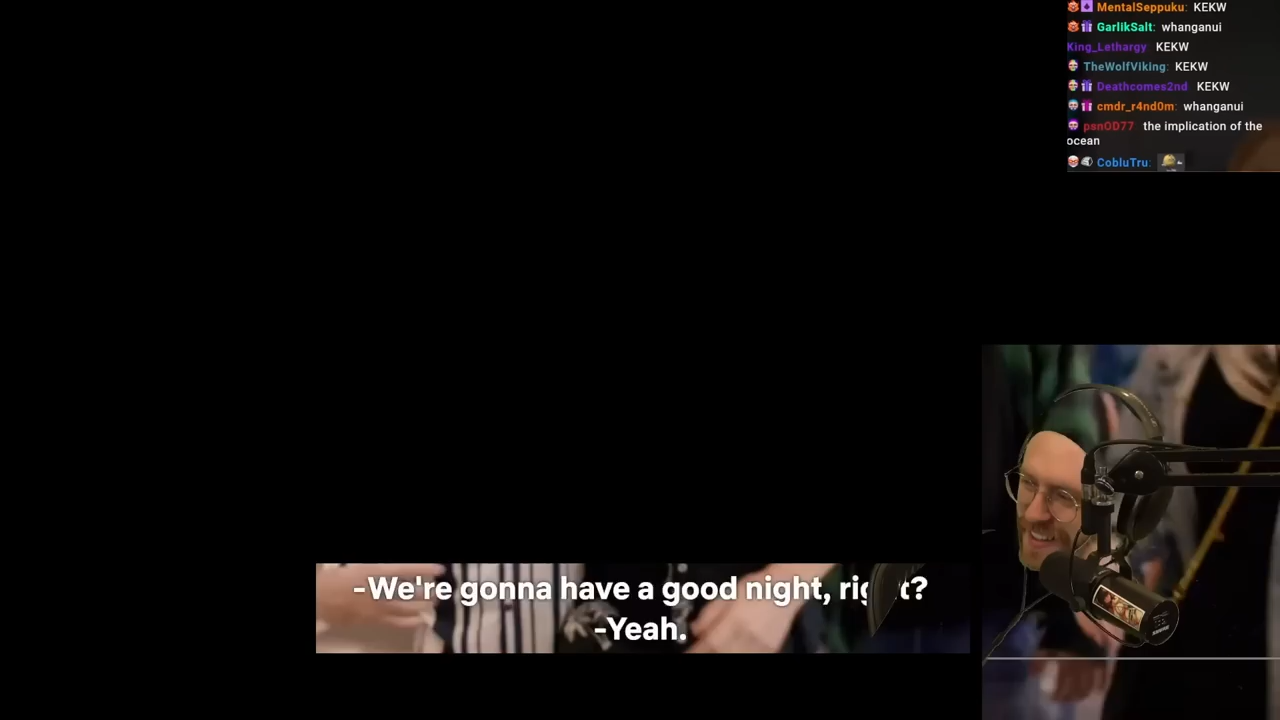 MentalSeppuku: KEKW
GarlikSalt: whanganui
King_Lethargy KEKW
TheWolfViking: KEKW
Deathcomes2nd KEKW
cmdr_r4nd0m: whanganui
psnOD77 the implication of the
ocean
CobluTru:
-We're gonna have a good night, right?
-Yeah.